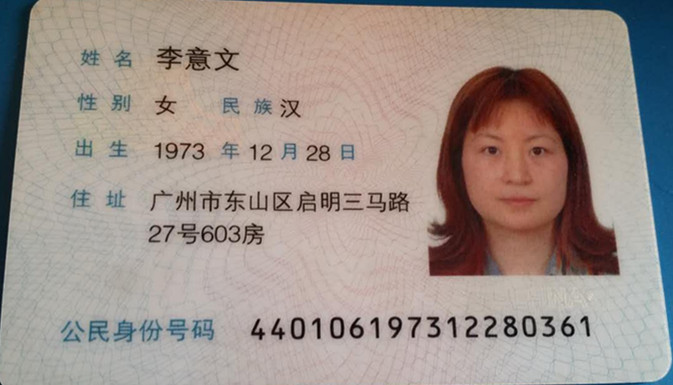 姓名 李意文
性别 女 民族 汉
出生 1973 年 12 月 28 日
住址 广州市东山区启明三马路
27号603房
公民身份号码 440106197312280361